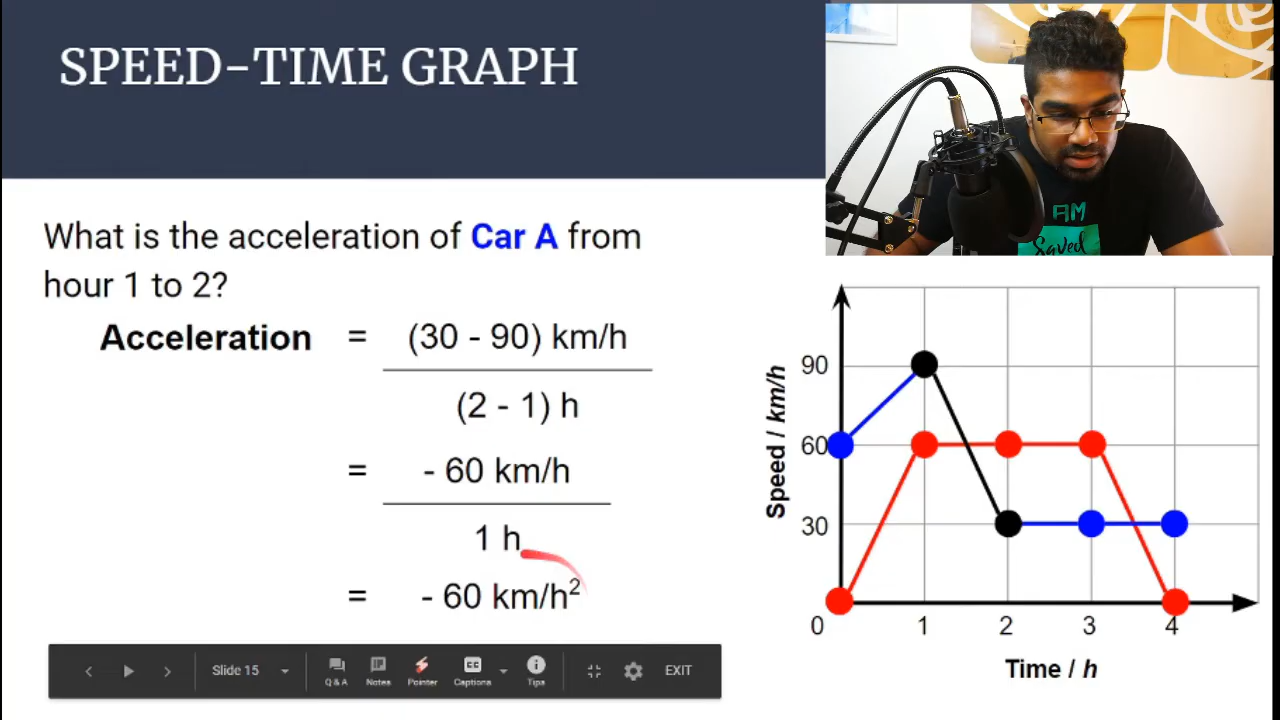 SPEED-TIME GRAPH
What is the acceleration of Car A from
hour 1 to 2?
Acceleration = (30 - 90) km/h
(2 - 1) h
= - 60 km/h
1 h
= - 60 km/h²
AM
Saved
90
60
30
0 1 2 3 4
Speed / km/h
Time / h
Slide 15
Q & A Notes Pointer CC Captions Tips EXIT